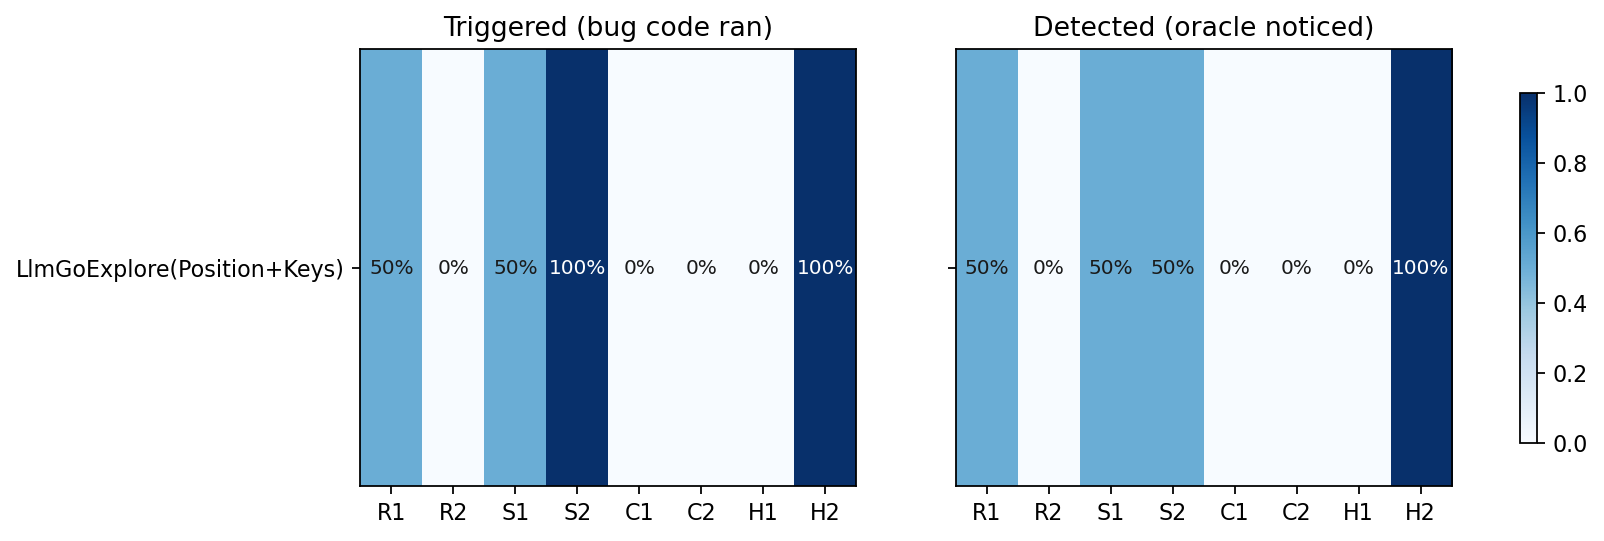 Triggered (bug code ran)
Detected (oracle noticed)
LlmGoExplore(Position+Keys)
50% 0% 50% 100% 0% 0% 0% 100%
50% 0% 50% 50% 0% 0% 0% 100%
R1 R2 S1 S2 C1 C2 H1 H2
R1 R2 S1 S2 C1 C2 H1 H2
1.0
0.8
0.6
0.4
0.2
0.0